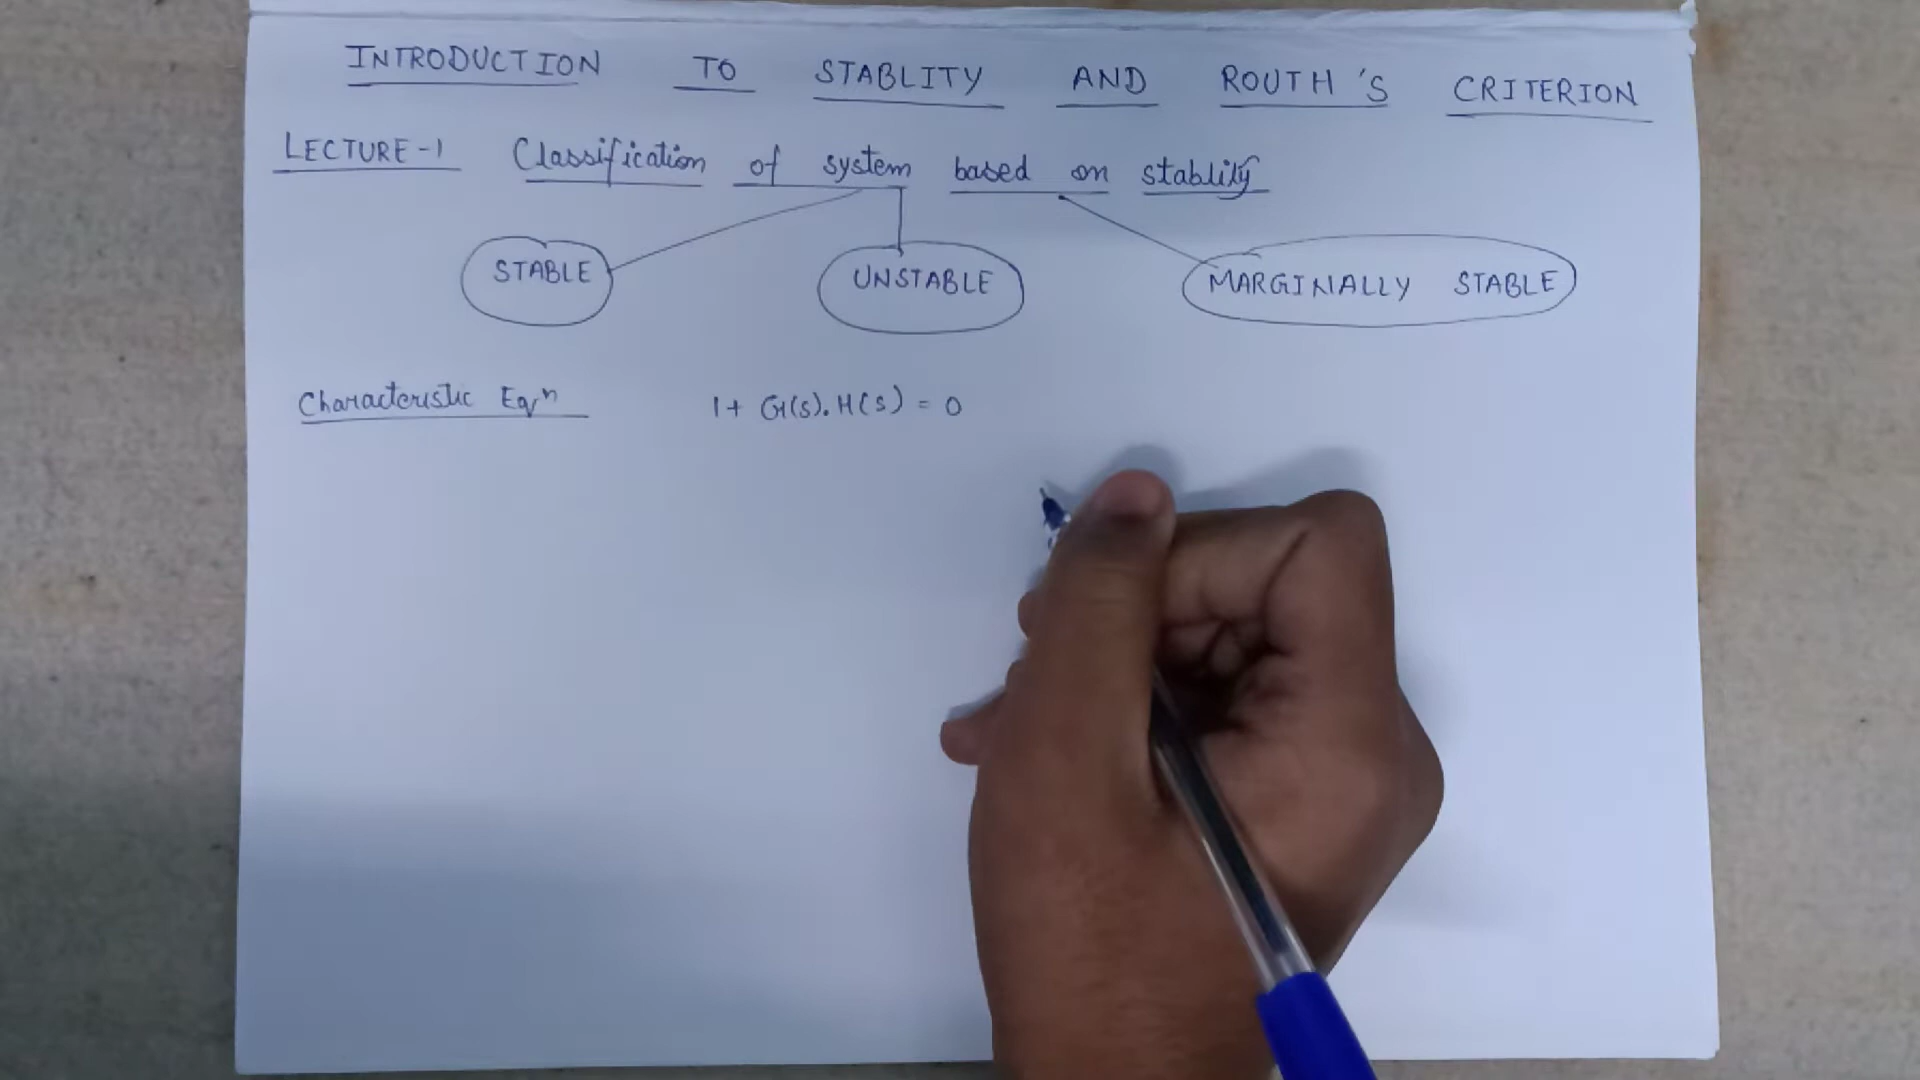 INTRODUCTION TO STABLITY AND ROUTH'S CRITERION
LECTURE-1 Classification of system based on stablity
STABLE UNSTABLE MARGINALLY STABLE
Characteristic Eqⁿ 1+ G(s).H(s) = 0